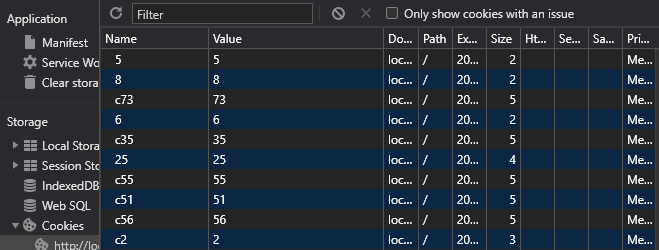 Application
Manifest
Service Wo
Clear stora
Storage
Local Stora
Session Sto
IndexedDB
Web SQL
Cookies
http://loc
Filter
Only show cookies with an issue
Name Value Do... Path Ex... Size Ht... Se... Sa... Pri...
5 5 loc... / 20... 2 Me...
8 8 loc... / 20... 2 Me...
c73 73 loc... / 20... 5 Me...
6 6 loc... / 20... 2 Me...
c35 35 loc... / 20... 5 Me...
25 25 loc... / 20... 4 Me...
c55 55 loc... / 20... 5 Me...
c51 51 loc... / 20... 5 Me...
c56 56 loc... / 20... 5 Me...
c2 2 loc... / 20... 3 Me...